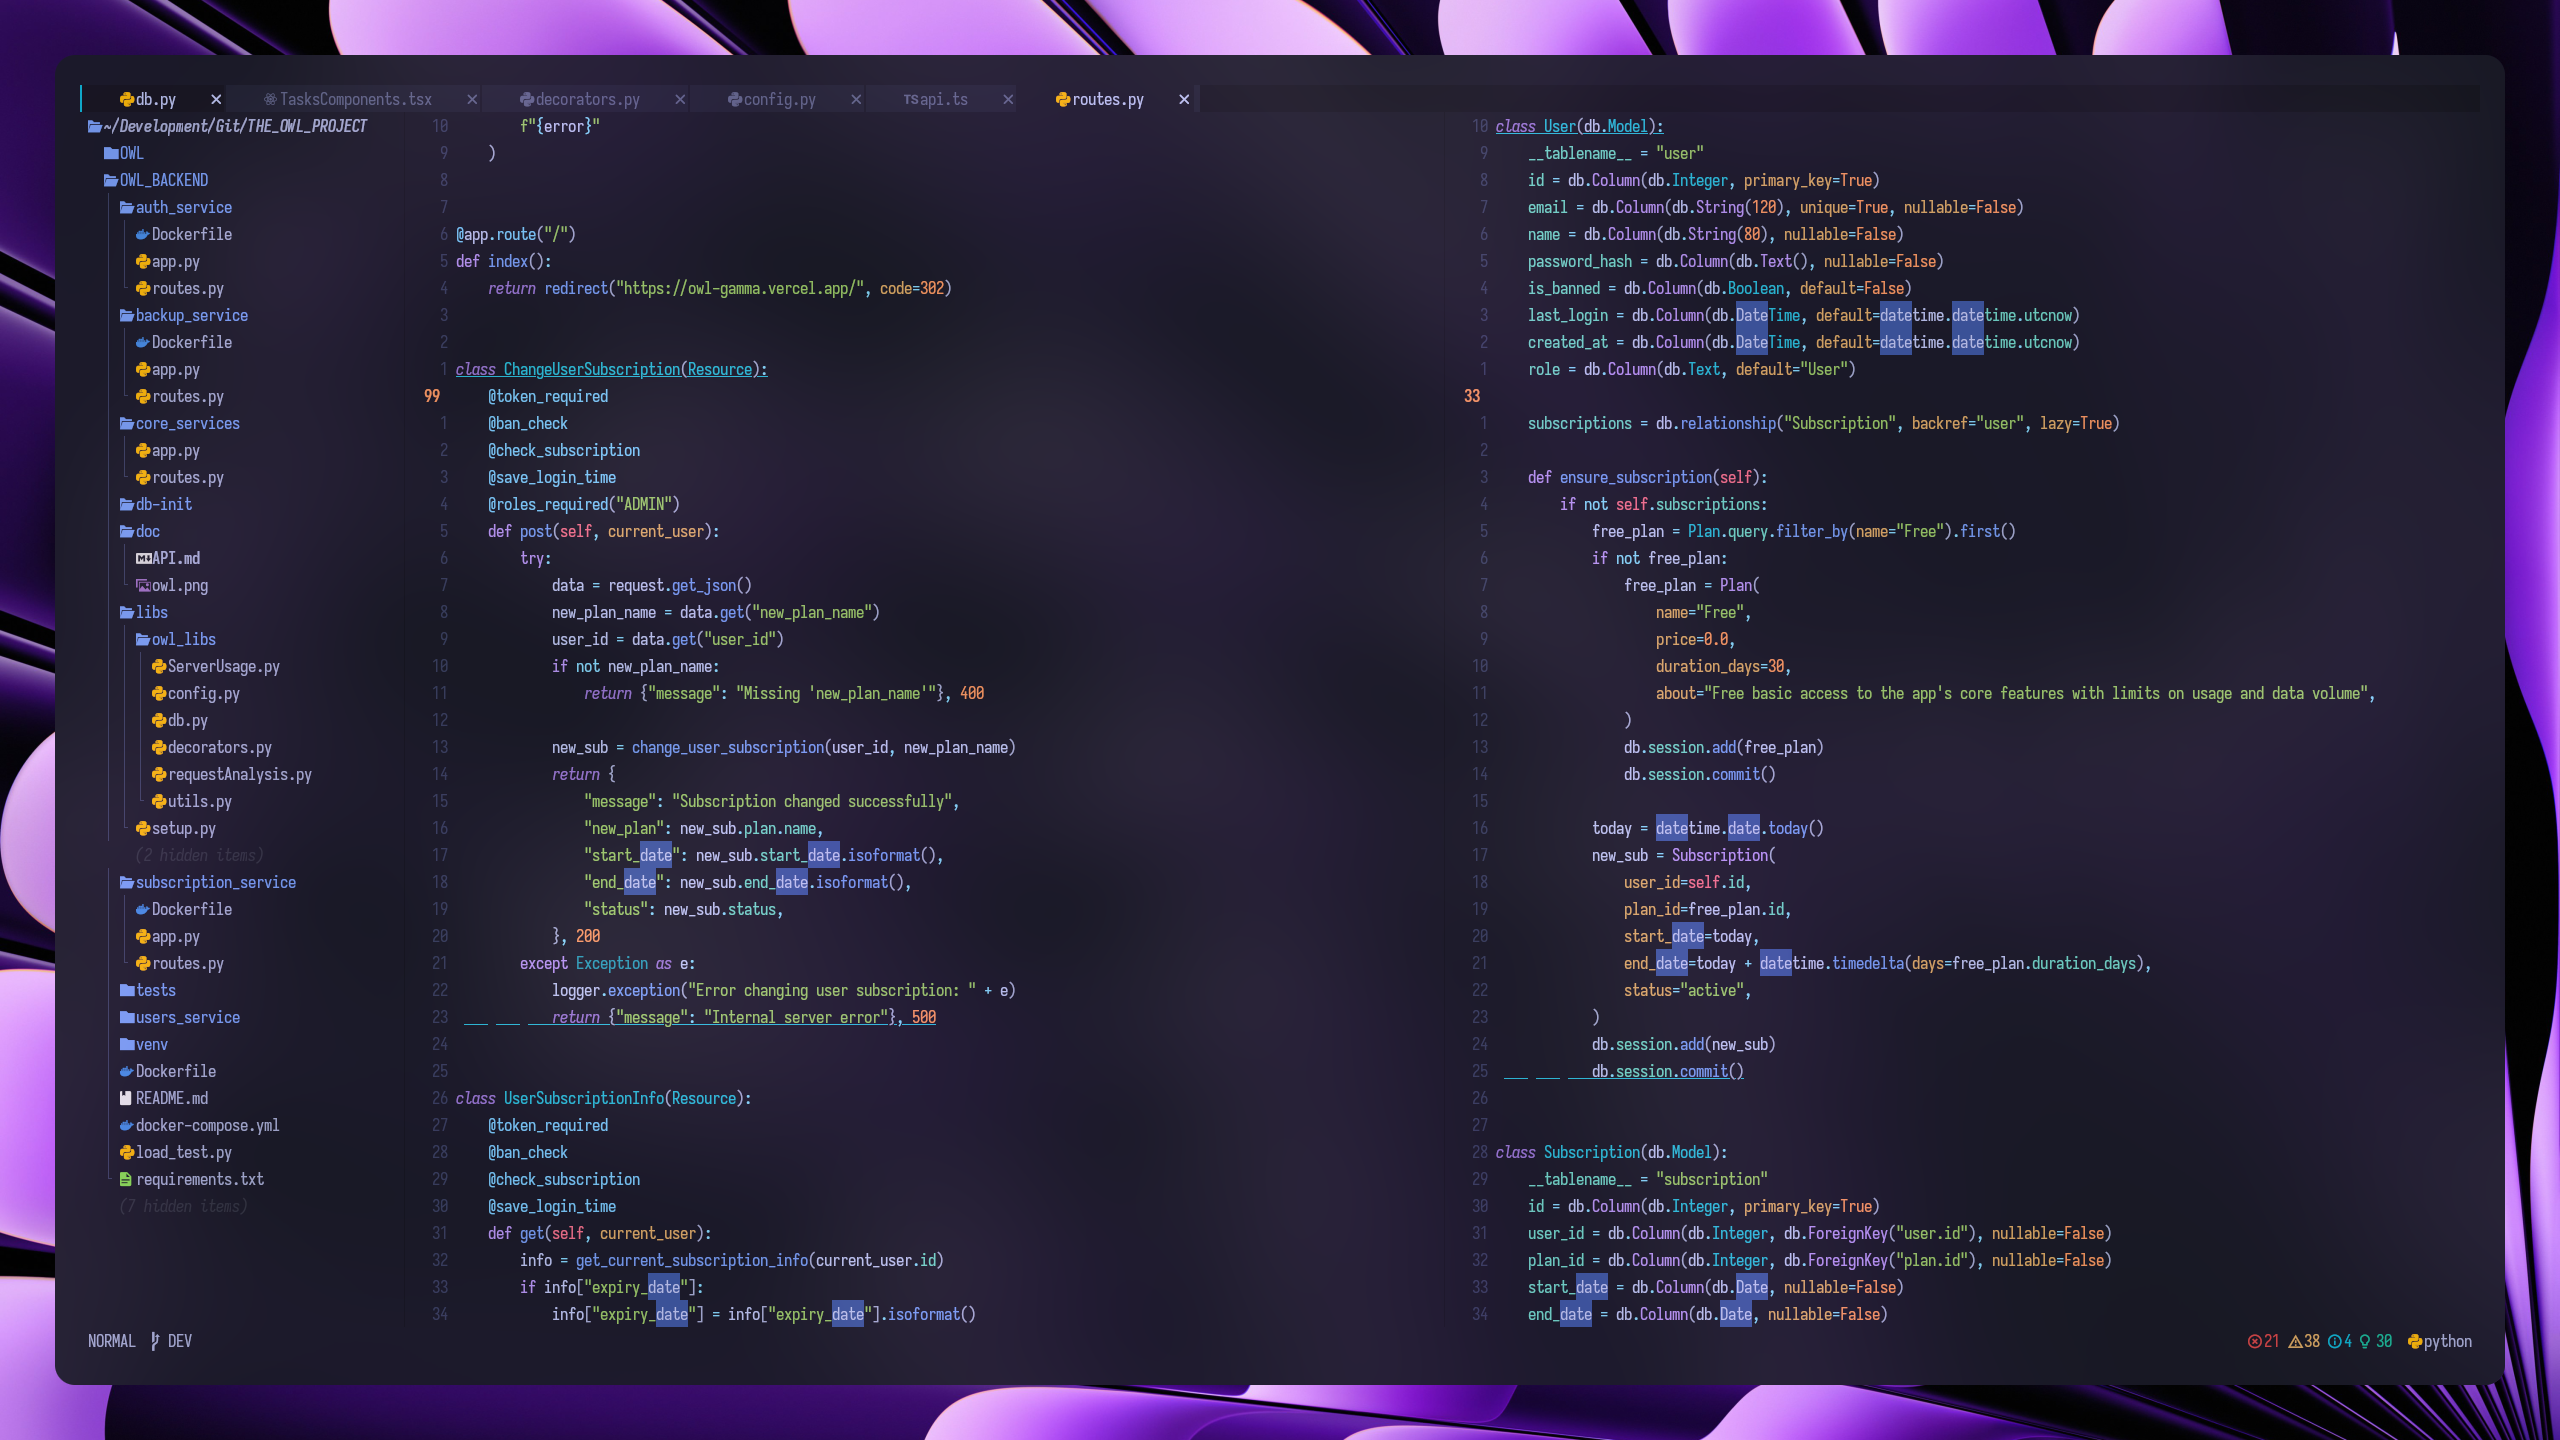 db.py
TasksComponents.tsx
decorators.py
config.py
TS api.ts
routes.py
~/Development/Git/THE_OWL_PROJECT
OWL
OWL_BACKEND
auth_service
Dockerfile
app.py
routes.py
backup_service
Dockerfile
app.py
routes.py
core_services
app.py
routes.py
db-init
doc
API.md
owl.png
libs
owl_libs
ServerUsage.py
config.py
db.py
decorators.py
requestAnalysis.py
utils.py
setup.py
(2 hidden items)
subscription_service
Dockerfile
app.py
routes.py
tests
users_service
venv
Dockerfile
README.md
docker-compose.yml
load_test.py
requirements.txt
(7 hidden items)
10         f"{error}"
9     )
8
7
6 @app.route("/")
5 def index():
4     return redirect("https://owl-gamma.vercel.app/", code=302)
3
2
1 class ChangeUserSubscription(Resource):
99     @token_required
1     @ban_check
2     @check_subscription
3     @save_login_time
4     @roles_required("ADMIN")
5     def post(self, current_user):
6         try:
7             data = request.get_json()
8             new_plan_name = data.get("new_plan_name")
9             user_id = data.get("user_id")
10             if not new_plan_name:
11                 return {"message": "Missing 'new_plan_name'"}, 400
12
13             new_sub = change_user_subscription(user_id, new_plan_name)
14             return {
15                 "message": "Subscription changed successfully",
16                 "new_plan": new_sub.plan.name,
17                 "start_date": new_sub.start_date.isoformat(),
18                 "end_date": new_sub.end_date.isoformat(),
19                 "status": new_sub.status,
20             }, 200
21         except Exception as e:
22             logger.exception("Error changing user subscription: " + e)
23             return {"message": "Internal server error"}, 500
24
25
26 class UserSubscriptionInfo(Resource):
27     @token_required
28     @ban_check
29     @check_subscription
30     @save_login_time
31     def get(self, current_user):
32         info = get_current_subscription_info(current_user.id)
33         if info["expiry_date"]:
34             info["expiry_date"] = info["expiry_date"].isoformat()
10 class User(db.Model):
9     __tablename__ = "user"
8     id = db.Column(db.Integer, primary_key=True)
7     email = db.Column(db.String(120), unique=True, nullable=False)
6     name = db.Column(db.String(80), nullable=False)
5     password_hash = db.Column(db.Text(), nullable=False)
4     is_banned = db.Column(db.Boolean, default=False)
3     last_login = db.Column(db.DateTime, default=datetime.datetime.utcnow)
2     created_at = db.Column(db.DateTime, default=datetime.datetime.utcnow)
1     role = db.Column(db.Text, default="User")
33
1     subscriptions = db.relationship("Subscription", backref="user", lazy=True)
2
3     def ensure_subscription(self):
4         if not self.subscriptions:
5             free_plan = Plan.query.filter_by(name="Free").first()
6             if not free_plan:
7                 free_plan = Plan(
8                     name="Free",
9                     price=0.0,
10                     duration_days=30,
11                     about="Free basic access to the app's core features with limits on usage and data volume",
12                 )
13                 db.session.add(free_plan)
14                 db.session.commit()
15
16             today = datetime.date.today()
17             new_sub = Subscription(
18                 user_id=self.id,
19                 plan_id=free_plan.id,
20                 start_date=today,
21                 end_date=today + datetime.timedelta(days=free_plan.duration_days),
22                 status="active",
23             )
24             db.session.add(new_sub)
25             db.session.commit()
26
27
28 class Subscription(db.Model):
29     __tablename__ = "subscription"
30     id = db.Column(db.Integer, primary_key=True)
31     user_id = db.Column(db.Integer, db.ForeignKey("user.id"), nullable=False)
32     plan_id = db.Column(db.Integer, db.ForeignKey("plan.id"), nullable=False)
33     start_date = db.Column(db.Date, nullable=False)
34     end_date = db.Column(db.Date, nullable=False)
NORMAL DEV
21 38 4 30 python